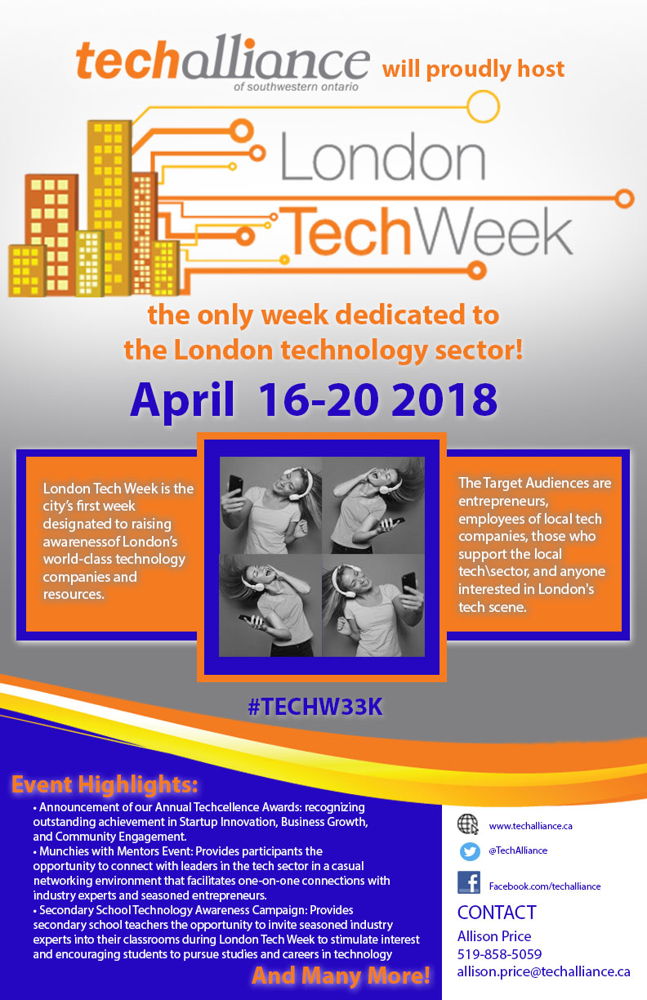 techalliance will proudly host
of southwestern ontario
London
TechWeek
the only week dedicated to
the London technology sector!
April 16-20 2018
London Tech Week is the
city's first week
designated to raising
awarenessof London's
world-class technology
companies and
resources.
The Target Audiences are
entrepreneurs,
employees of local tech
companies, those who
support the local
tech\sector, and anyone
interested in London's
tech scene.
#TECHW33K
Event Highlights:
• Announcement of our Annual Techcellence Awards: recognizing
outstanding achievement in Startup Innovation, Business Growth,
and Community Engagement.
• Munchies with Mentors Event: Provides participants the
opportunity to connect with leaders in the tech sector in a casual
networking environment that facilitates one-on-one connections with
industry experts and seasoned entrepreneurs.
• Secondary School Technology Awareness Campaign: Provides
secondary school teachers the opportunity to invite seasoned industry
experts into their classrooms during London Tech Week to stimulate interest
and encouraging students to pursue studies and careers in technology
And Many More!
www.techalliance.ca
@TechAlliance
Facebook.com/techalliance
CONTACT
Allison Price
519-858-5059
allison.price@techalliance.ca